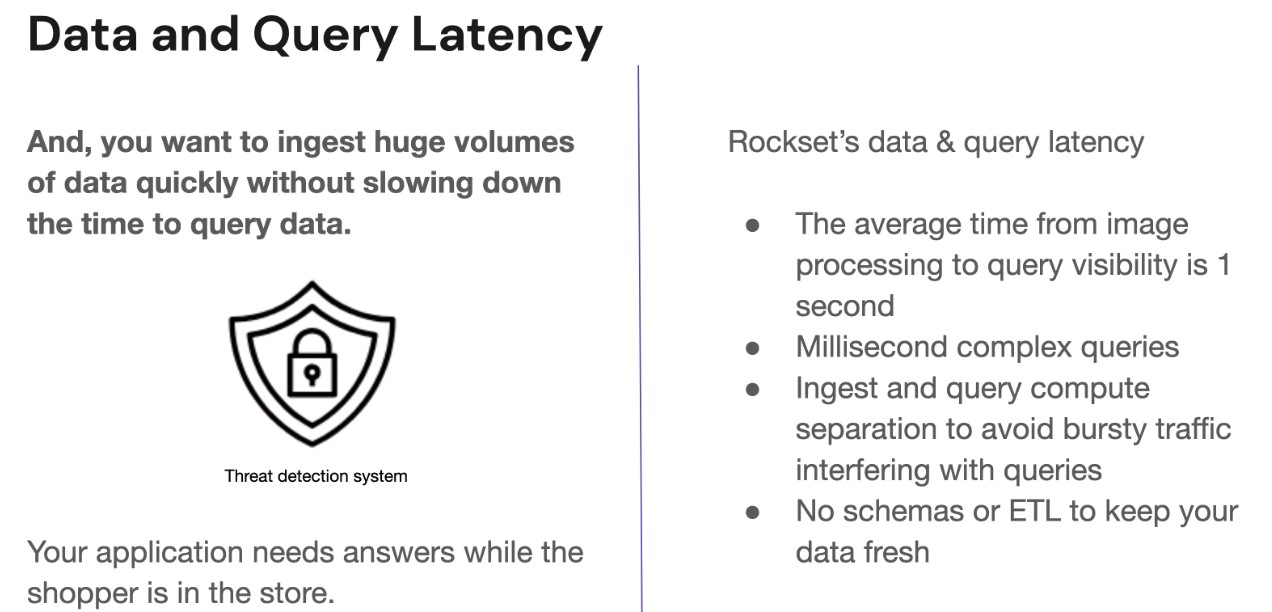 Data and Query Latency
And, you want to ingest huge volumes
of data quickly without slowing down
the time to query data.
Threat detection system
Your application needs answers while the
shopper is in the store.
Rockset’s data & query latency
● The average time from image
processing to query visibility is 1
second
● Millisecond complex queries
● Ingest and query compute
separation to avoid bursty traffic
interfering with queries
● No schemas or ETL to keep your
data fresh